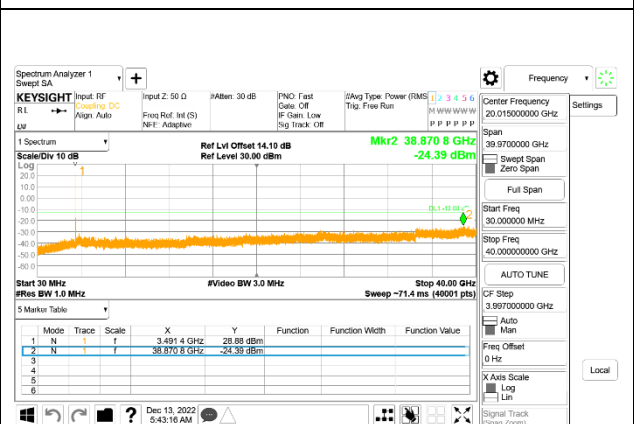 Spectrum Analyzer 1
Swept SA
Frequency
KEYSIGHT
Input: RF
Coupling: DC
Align: Auto
Input Z: 50 Ω
Freq Ref: Int (S)
NFE: Adaptive
#Atten: 30 dB
PNO: Fast
Gate: Off
IF Gain: Low
Sig Track: Off
#Avg Type: Power (RMS
Trig: Free Run
1 2 3 4 5 6
M W W W W W
P P P P P P
R L
Center Frequency
20.015000000 GHz
Settings
Span
39.9700000 GHz
Swept Span
Zero Span
Full Span
Start Freq
30.000000 MHz
Stop Freq
40.000000000 GHz
AUTO TUNE
CF Step
3.997000000 GHz
Auto
Man
Freq Offset
0 Hz
X Axis Scale
Log
Lin
Signal Track
(Span Zoom)
Local
1 Spectrum
Scale/Div 10 dB
Ref Lvl Offset 14.10 dB
Ref Level 30.00 dBm
Mkr2 38.870 8 GHz
-24.39 dBm
Log
20.0
10.0
0.00
-10.0
-20.0
-30.0
-40.0
-50.0
-60.0
1
2
Start 30 MHz
#Res BW 1.0 MHz
#Video BW 3.0 MHz
Stop 40.00 GHz
Sweep ~71.4 ms (40001 pts)
5 Marker Table
Mode Trace Scale X Y Function Function Width Function Value
1 N 1 f 3.491 4 GHz 28.88 dBm
2 N 1 f 38.870 8 GHz -24.39 dBm
3
4
5
6
?
Dec 13, 2022
5:43:16 AM